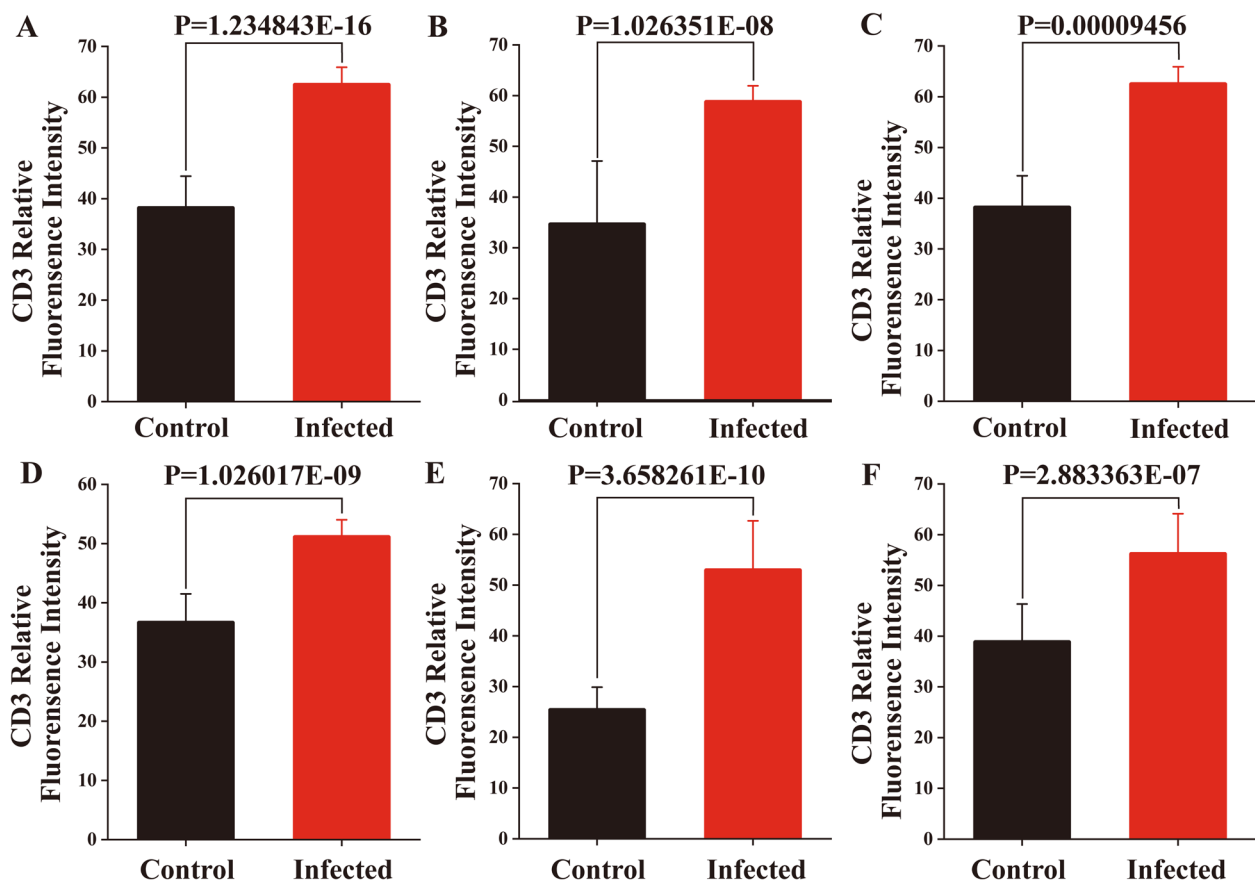 A
P=1.234843E-16
CD3 Relative
Fluorensence Intensity
70
60
50
40
30
20
10
0
Control
Infected
B
P=1.026351E-08
CD3 Relative
Fluorensence Intensity
70
60
50
40
30
20
10
0
Control
Infected
C
P=0.00009456
CD3 Relative
Fluorensence Intensity
70
60
50
40
30
20
10
0
Control
Infected
D
P=1.026017E-09
CD3 Relative
Fluorensence Intensity
60
50
40
30
20
10
0
Control
Infected
E
P=3.658261E-10
CD3 Relative
Fluorensence Intensity
70
60
50
40
30
20
10
0
Control
Infected
F
P=2.883363E-07
CD3 Relative
Fluorensence Intensity
70
60
50
40
30
20
10
0
Control
Infected